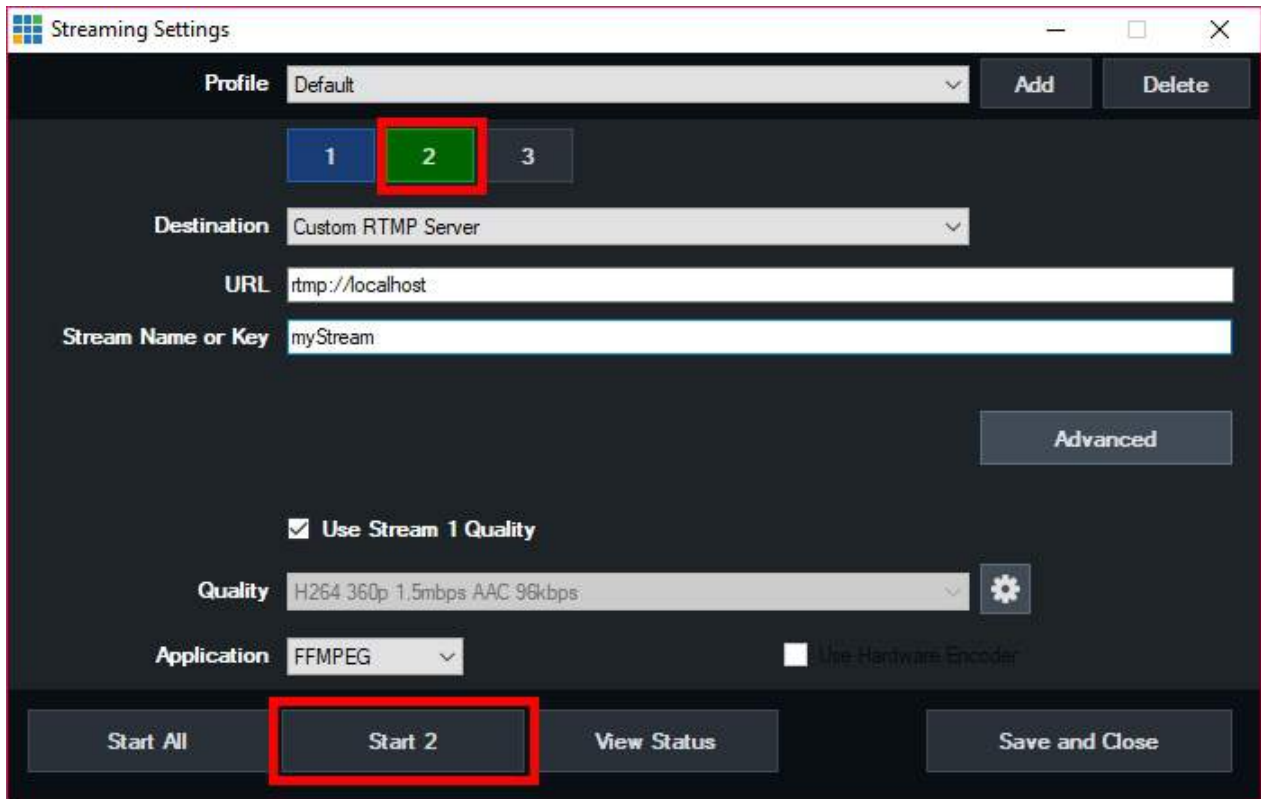 Streaming Settings
Profile Default Add Delete
1 2 3
Destination Custom RTMP Server
URL rtmp://localhost
Stream Name or Key myStream
Advanced
Use Stream 1 Quality
Quality H264 360p 1.5mbps AAC 96kbps
Application FFMPEG Use Hardware Encoder
Start All Start 2 View Status Save and Close